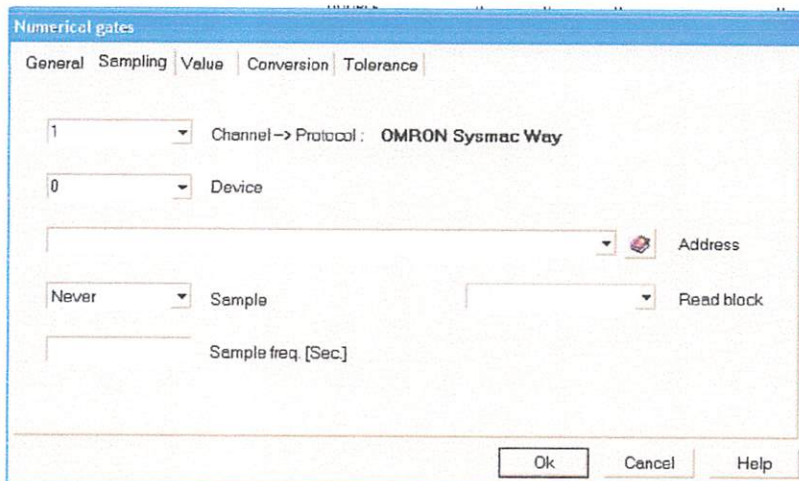 Numerical gates
General Sampling Value Conversion Tolerance
1 Channel -> Protocol : OMRON Sysmac Way
0 Device
Address
Never Sample Read block
Sample freq. [Sec.]
Ok Cancel Help